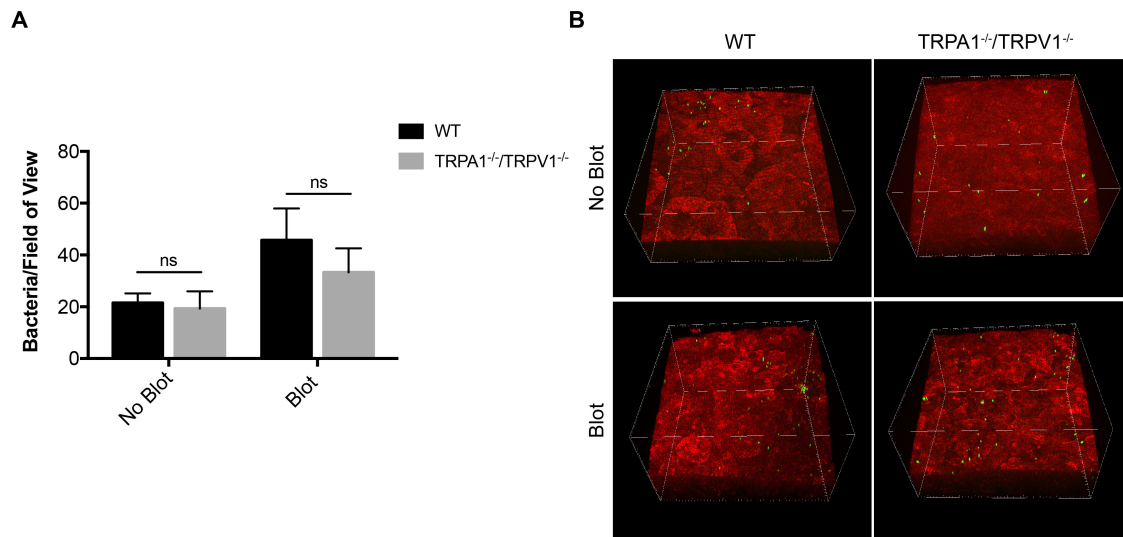 A
WT
TRPA1⁻/⁻/TRPV1⁻/⁻
80
60
40
20
0
Bacteria/Field of View
ns
ns
No Blot
Blot
B
WT
TRPA1⁻/⁻/TRPV1⁻/⁻
No Blot
Blot